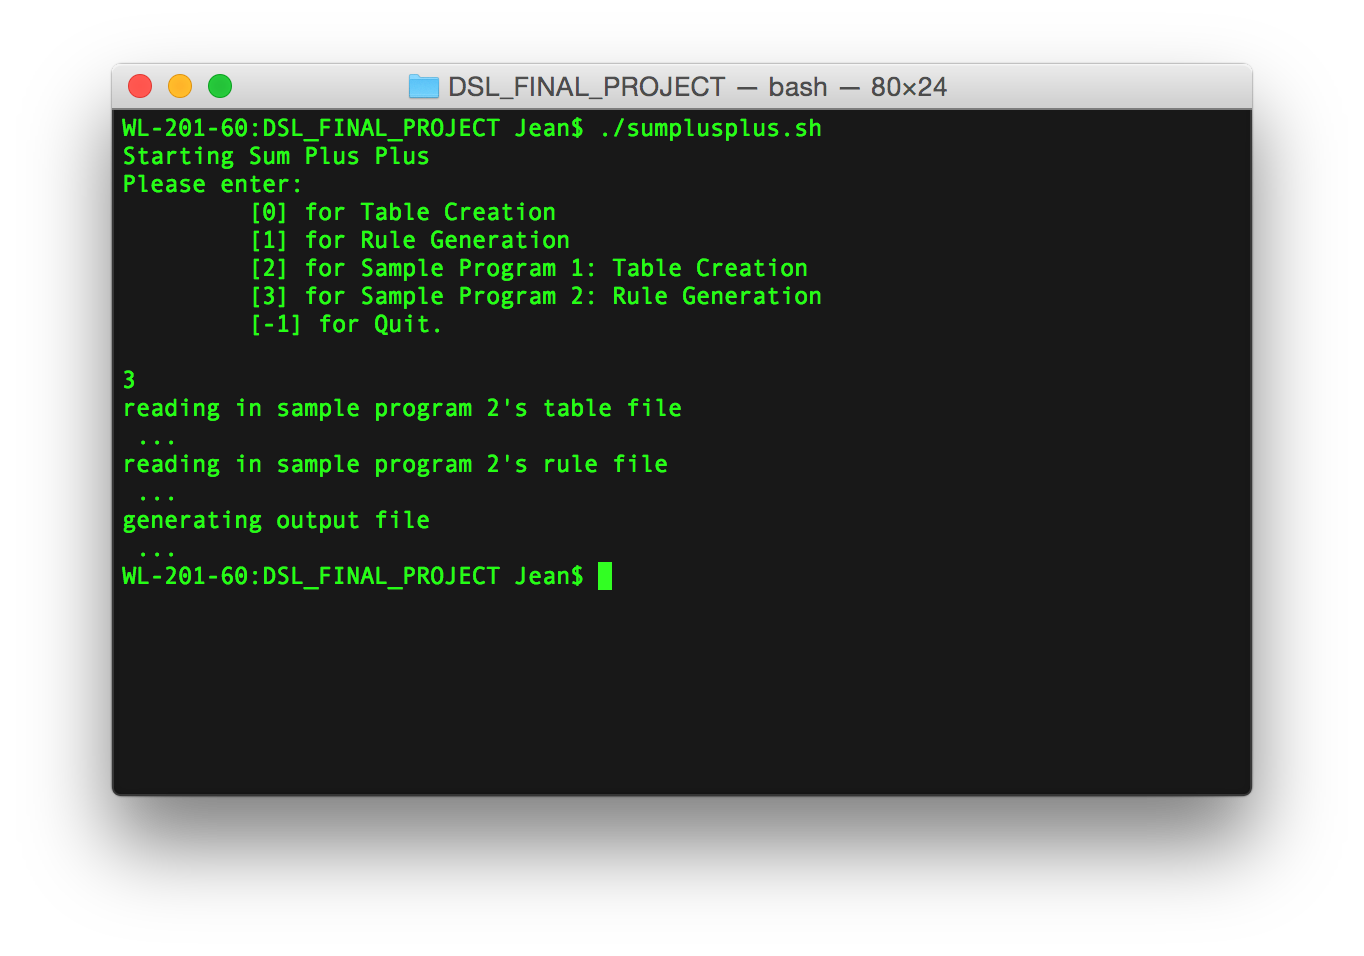 DSL_FINAL_PROJECT — bash — 80×24
WL-201-60:DSL_FINAL_PROJECT Jean$ ./sumplusplus.sh
Starting Sum Plus Plus
Please enter:
[0] for Table Creation
[1] for Rule Generation
[2] for Sample Program 1: Table Creation
[3] for Sample Program 2: Rule Generation
[-1] for Quit.
3
reading in sample program 2's table file
...
reading in sample program 2's rule file
...
generating output file
...
WL-201-60:DSL_FINAL_PROJECT Jean$